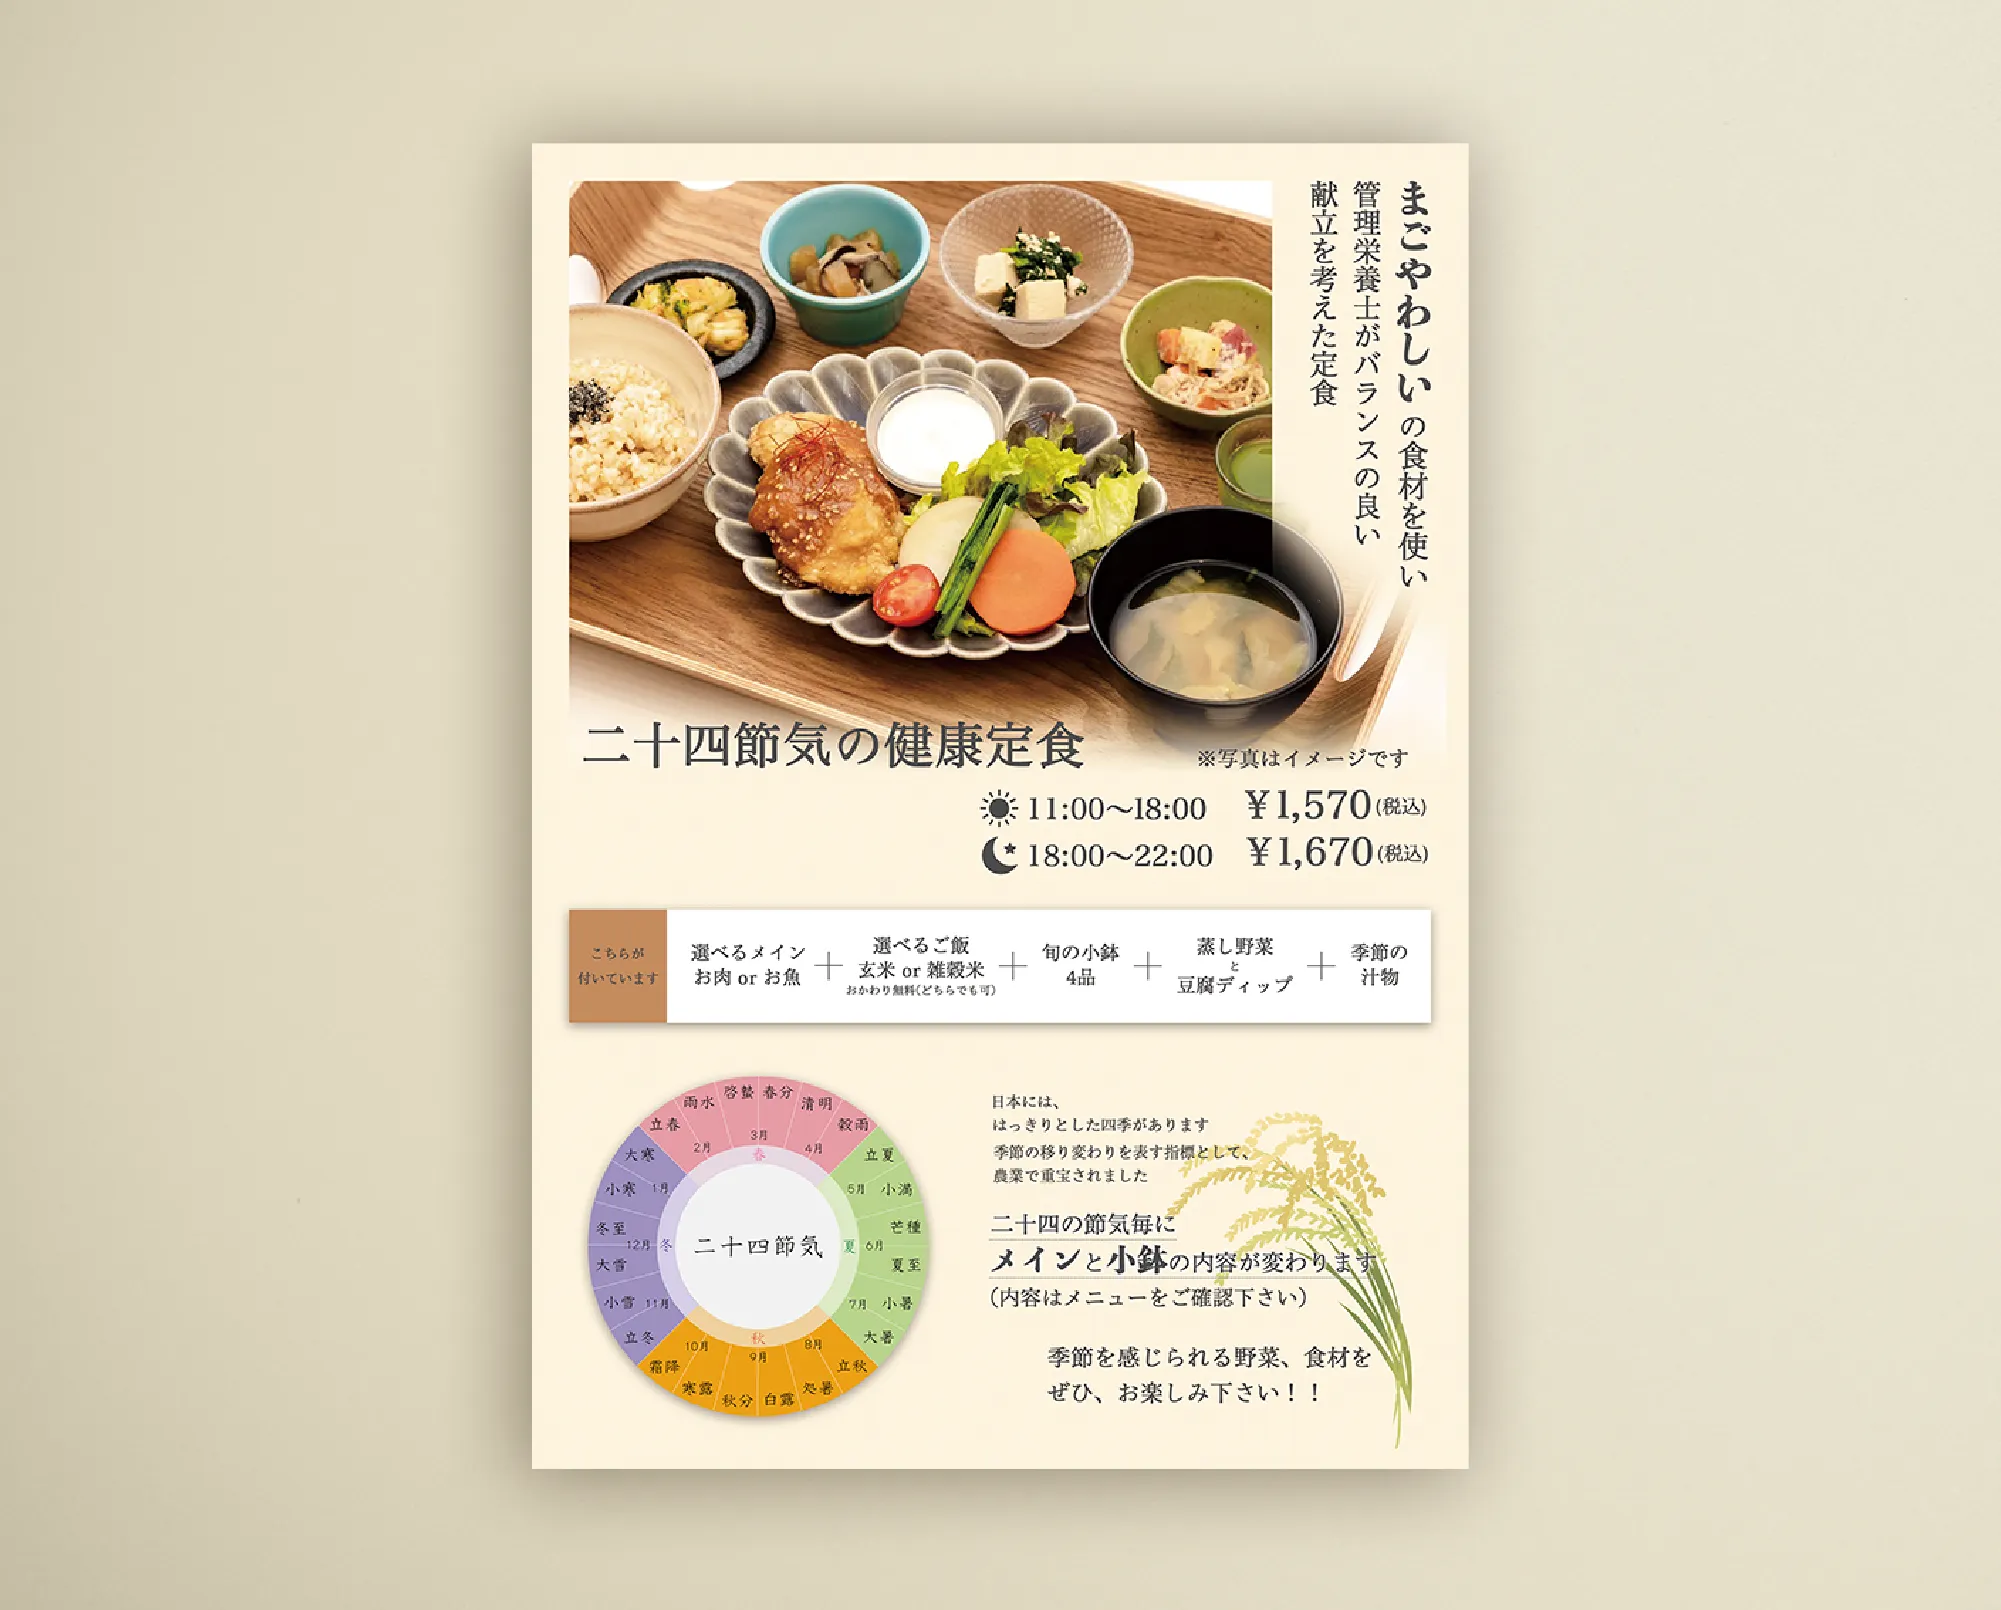 まごやわしいの食材を使い
管理栄養士がバランスの良い
献立を考えた定食
二十四節気の健康定食
※写真はイメージです
11:00〜18:00 ¥1,570(税込)
18:00〜22:00 ¥1,670(税込)
こちらが
付いています
選べるメイン
お肉 or お魚
+
選べるご飯
玄米 or 雑穀米
おかわり無料(どちらでも可)
+
旬の小鉢
4品
+
蒸し野菜
と
豆腐ディップ
+
季節の
汁物
二十四節気
春
2月
3月
4月
立春
雨水
啓蟄
春分
清明
穀雨
夏
5月
6月
7月
立夏
小満
芒種
夏至
小暑
大暑
秋
8月
9月
10月
立秋
処暑
白露
秋分
寒露
霜降
冬
11月
12月
1月
立冬
小雪
大雪
冬至
小寒
大寒
日本には、
はっきりとした四季があります
季節の移り変わりを表す指標として、
農業で重宝されました
二十四の節気毎に
メインと小鉢の内容が変わります
(内容はメニューをご確認下さい)
季節を感じられる野菜、食材を
ぜひ、お楽しみ下さい！！